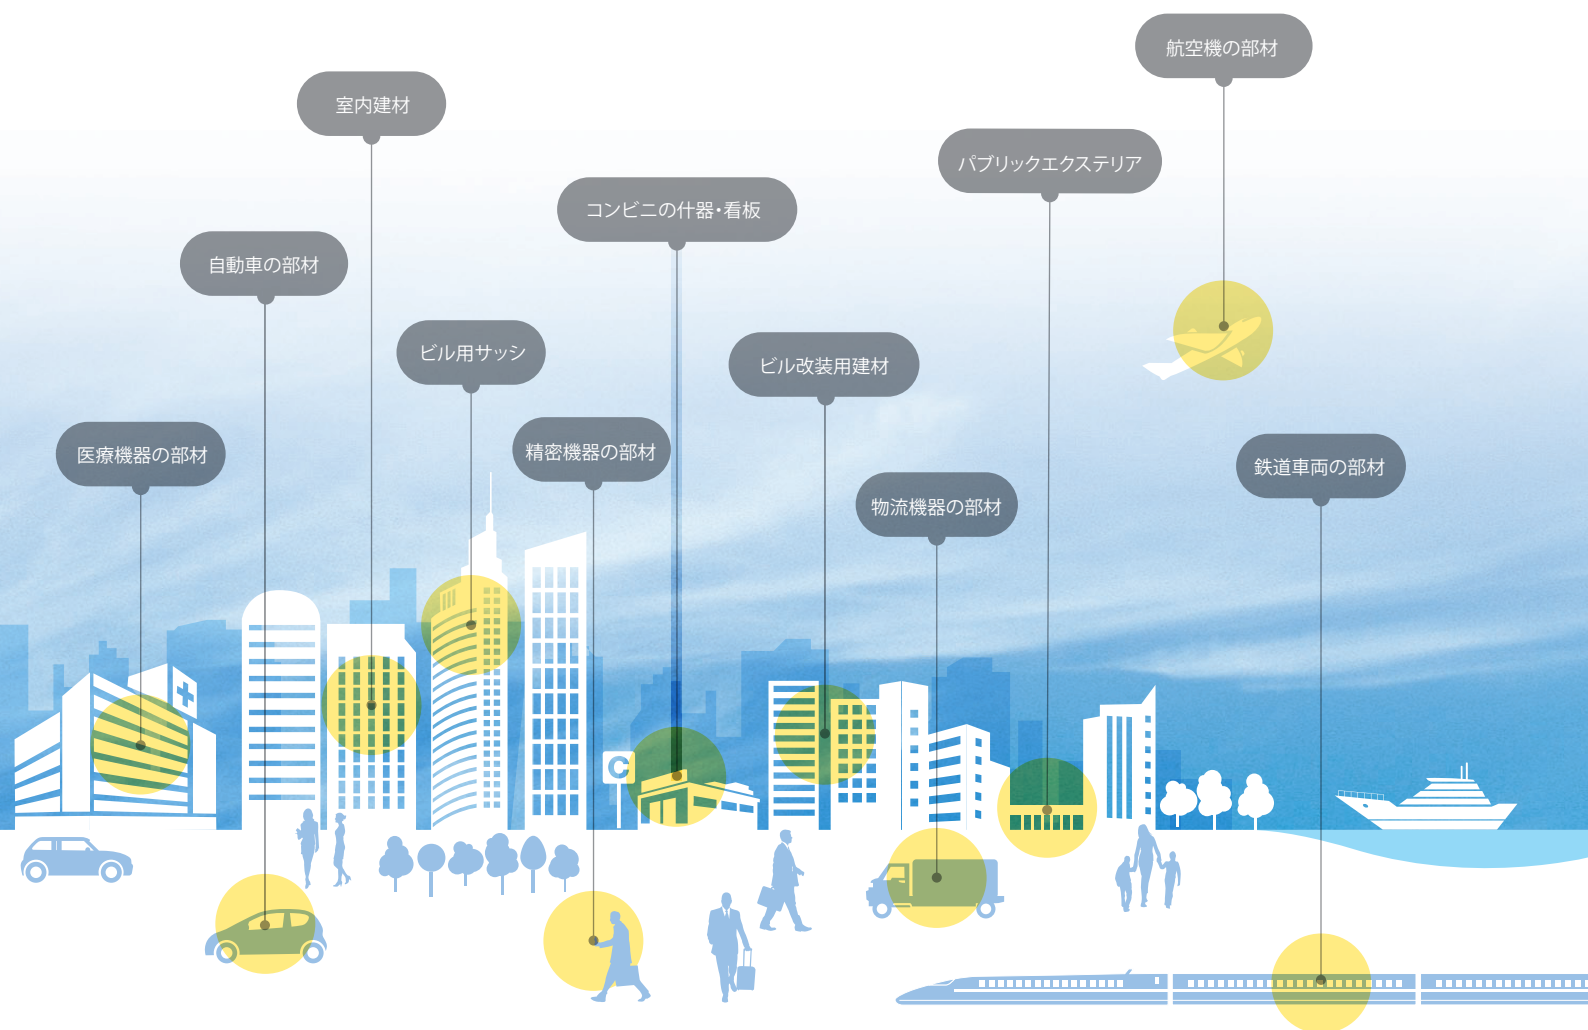 航空機の部材
室内建材
パブリックエクステリア
コンビニの什器・看板
自動車の部材
ビル用サッシ
ビル改装用建材
医療機器の部材
精密機器の部材
鉄道車両の部材
物流機器の部材
C